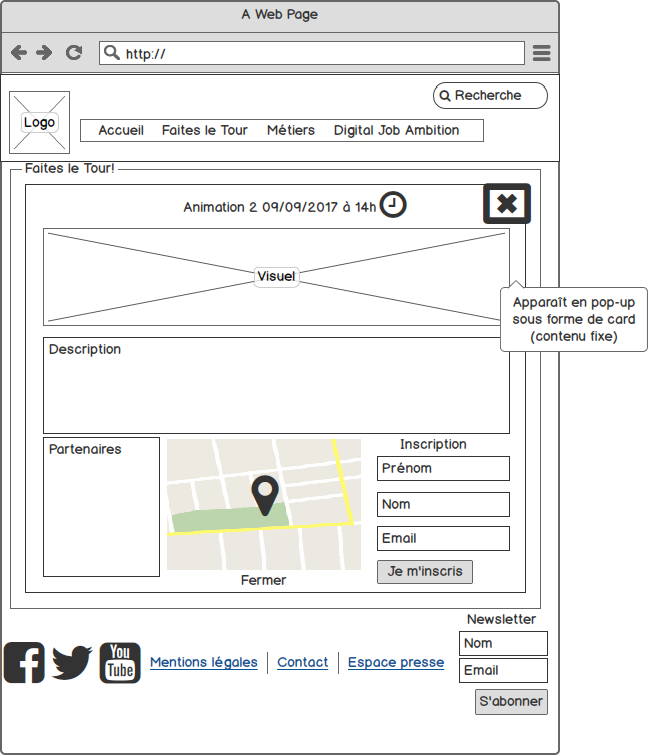 A Web Page
http://
Recherche
Logo
Accueil Faites le Tour Métiers Digital Job Ambition
Faites le Tour!
Animation 2 09/09/2017 à 14h
Visuel
Apparaît en pop-up
sous forme de card
(contenu fixe)
Description
Partenaires
Inscription
Prénom
Nom
Email
Je m'inscris
Fermer
Newsletter
Nom
Email
S'abonner
You
Tube
Mentions légales Contact Espace presse